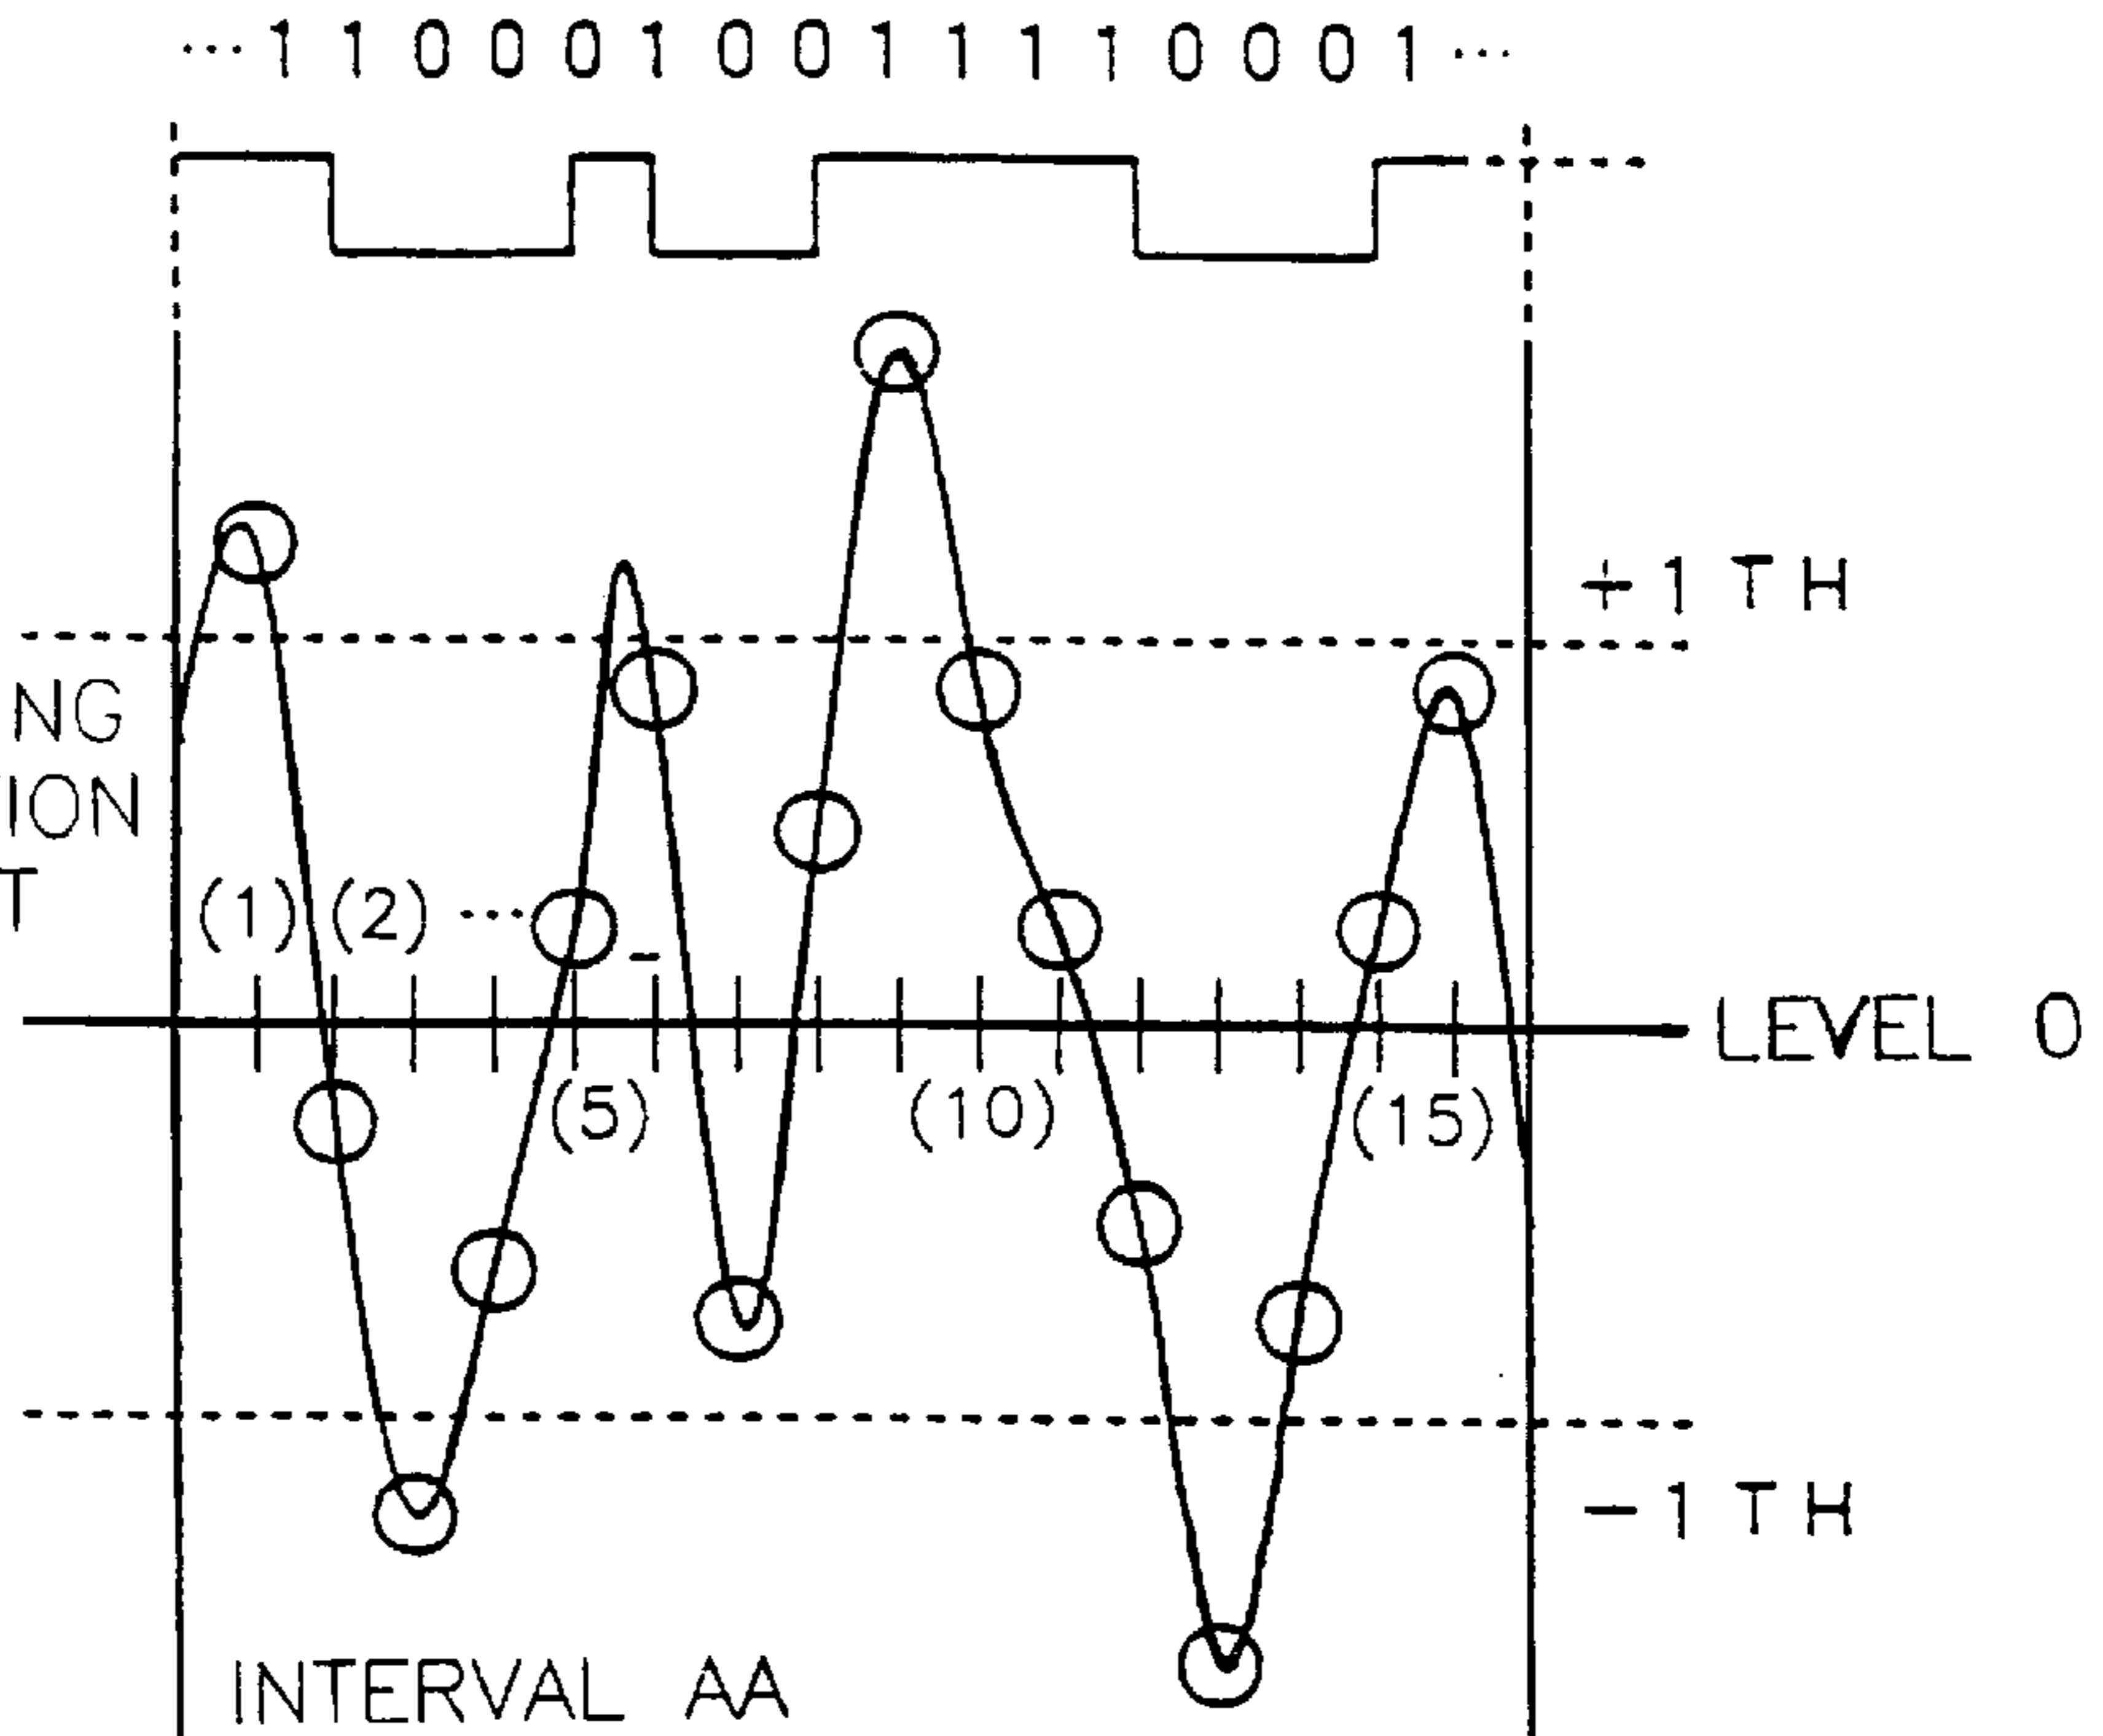 …1 1 0 0 0 1 0 0 1 1 1 1 0 0 0 1…
+1 TH
NG
ION
T
(1) (2) …
LEVEL 0
(5) (10) (15)
−1 TH
INTERVAL AA